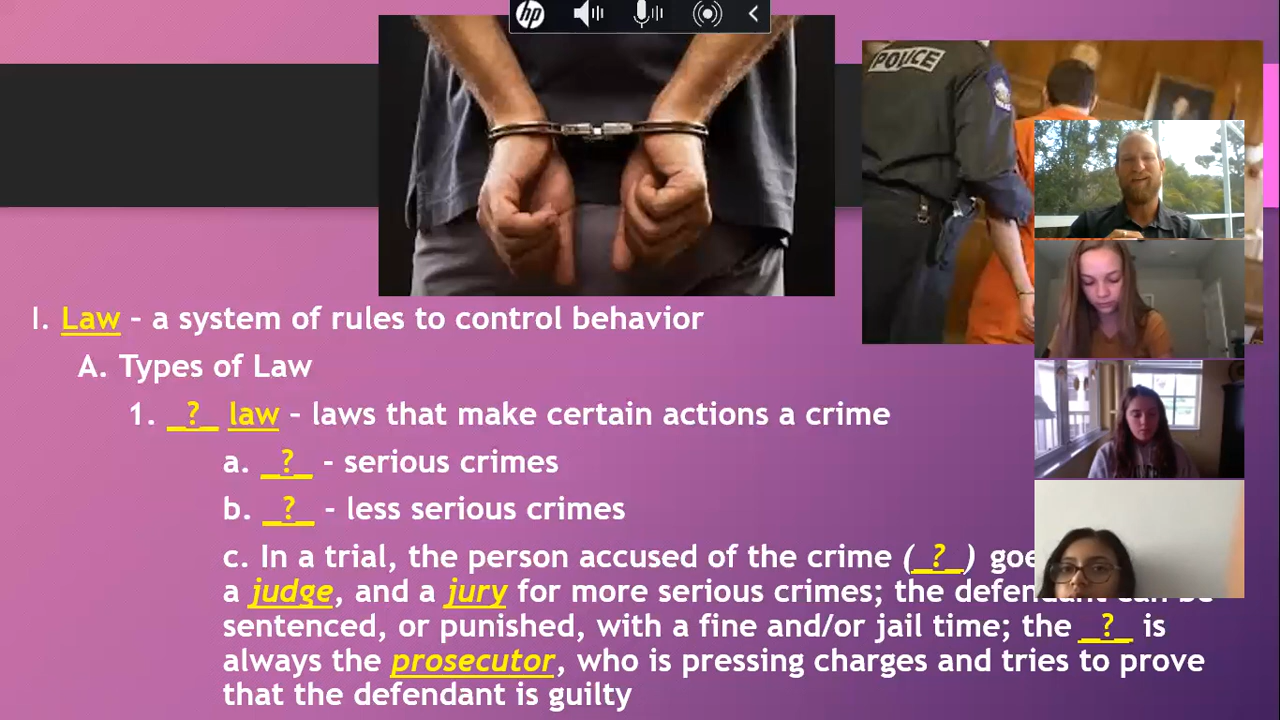 hp
POLICE
I. Law – a system of rules to control behavior
A. Types of Law
1. _?_ law – laws that make certain actions a crime
a. _?_ - serious crimes
b. _?_ – less serious crimes
c. In a trial, the person accused of the crime (_?_)
a judge, and a jury for more serious crimes; the
sentenced, or punished, with a fine and/or jail time; the _?_ is
always the prosecutor, who is pressing charges and tries to prove
that the defendant is guilty